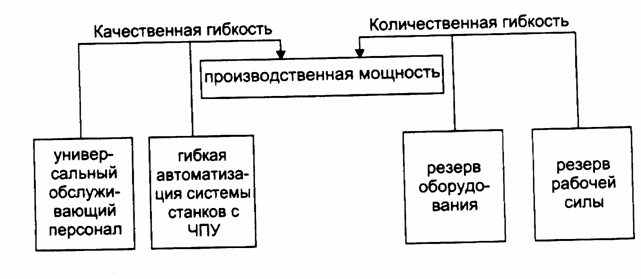 Качественная гибкость
Количественная гибкость
производственная мощность
универ-
сальный
обслужи-
вающий
персонал
гибкая
автоматиза-
ция системы
станков с
ЧПУ
резерв
оборудо-
вания
резерв
рабочей
силы